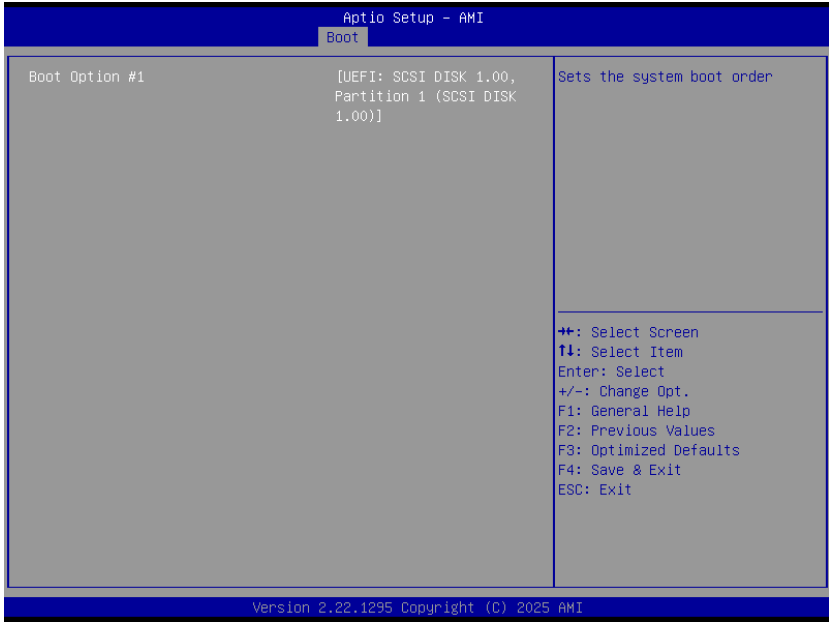 Aptio Setup - AMI
Boot
Boot Option #1 [UEFI: SCSI DISK 1.00,
Partition 1 (SCSI DISK
1.00)]
Sets the system boot order
→←: Select Screen
↑↓: Select Item
Enter: Select
+/-: Change Opt.
F1: General Help
F2: Previous Values
F3: Optimized Defaults
F4: Save & Exit
ESC: Exit
Version 2.22.1295 Copyright (C) 2025 AMI